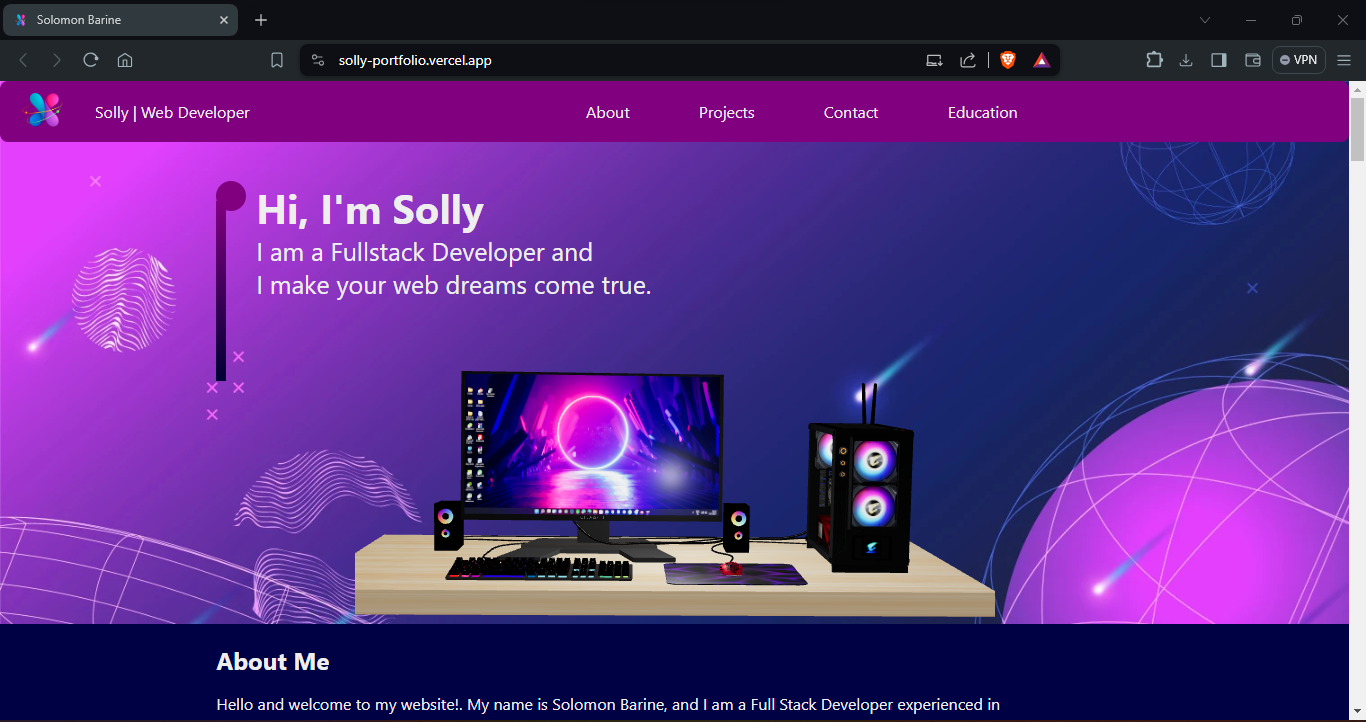 Solomon Barine
solly-portfolio.vercel.app
VPN
Solly | Web Developer
About
Projects
Contact
Education
Hi, I'm Solly
I am a Fullstack Developer and
I make your web dreams come true.
About Me
Hello and welcome to my website!. My name is Solomon Barine, and I am a Full Stack Developer experienced in